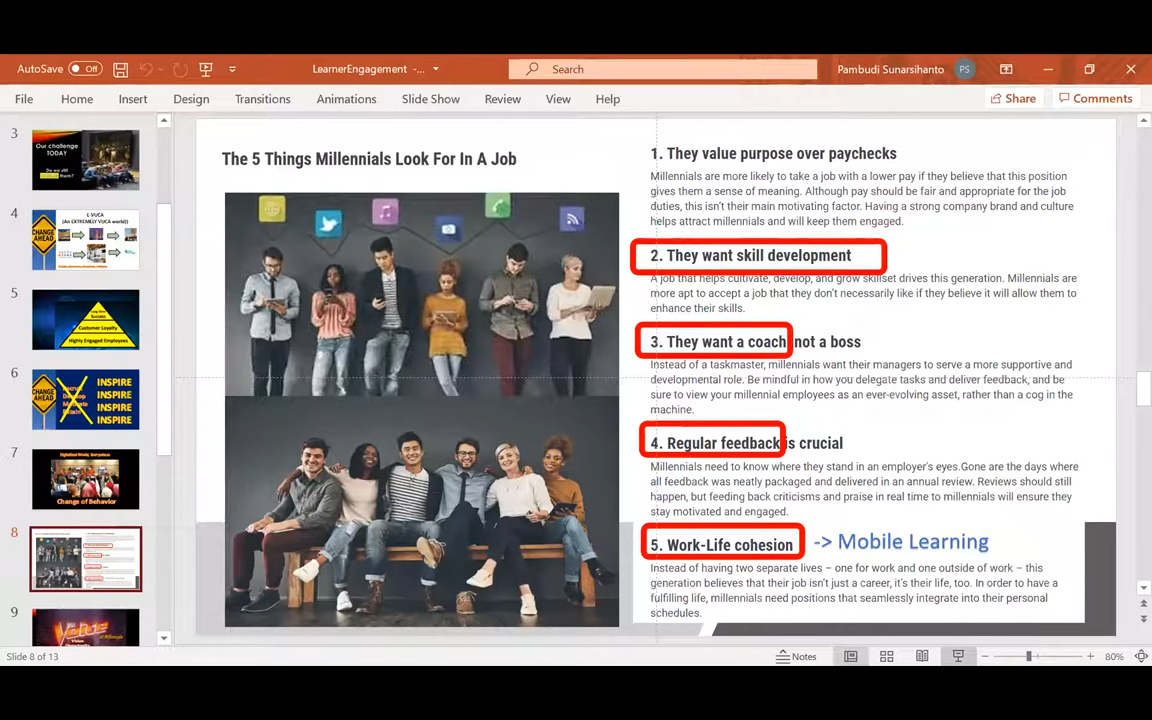 AutoSave Off
LearnerEngagement -...
Search
Pambudi Sunarsihanto PS
File Home Insert Design Transitions Animations Slide Show Review View Help
Share Comments
3
Our challenge
TODAY
Do we still
them?
4
L-VUCA
(An EXTREMELY VUCA world!)
CHANGE
AHEAD
5
Long Term
Success
Customer Loyalty
Highly Engaged Employees
6
CHANGE
AHEAD
INSPIRE
INSPIRE
INSPIRE
INSPIRE
7
Change of Behavior
8
9
The 5 Things Millennials Look For In A Job
1. They value purpose over paychecks
Millennials are more likely to take a job with a lower pay if they believe that this position
gives them a sense of meaning. Although pay should be fair and appropriate for the job
duties, this isn't their main motivating factor. Having a strong company brand and culture
helps attract millennials and will keep them engaged.
2. They want skill development
A job that helps cultivate, develop, and grow skillset drives this generation. Millennials are
more apt to accept a job that they don't necessarily like if they believe it will allow them to
enhance their skills.
3. They want a coach not a boss
Instead of a taskmaster, millennials want their managers to serve a more supportive and
developmental role. Be mindful in how you delegate tasks and deliver feedback, and be
sure to view your millennial employees as an ever-evolving asset, rather than a cog in the
machine.
4. Regular feedback is crucial
Millennials need to know where they stand in an employer's eyes.Gone are the days where
all feedback was neatly packaged and delivered in an annual review. Reviews should still
happen, but feeding back criticisms and praise in real time to millennials will ensure they
stay motivated and engaged.
5. Work-Life cohesion -> Mobile Learning
Instead of having two separate lives – one for work and one outside of work – this
generation believes that their job isn't just a career, it's their life, too. In order to have a
fulfilling life, millennials need positions that seamlessly integrate into their personal
schedules.
Slide 8 of 13
Notes
80%